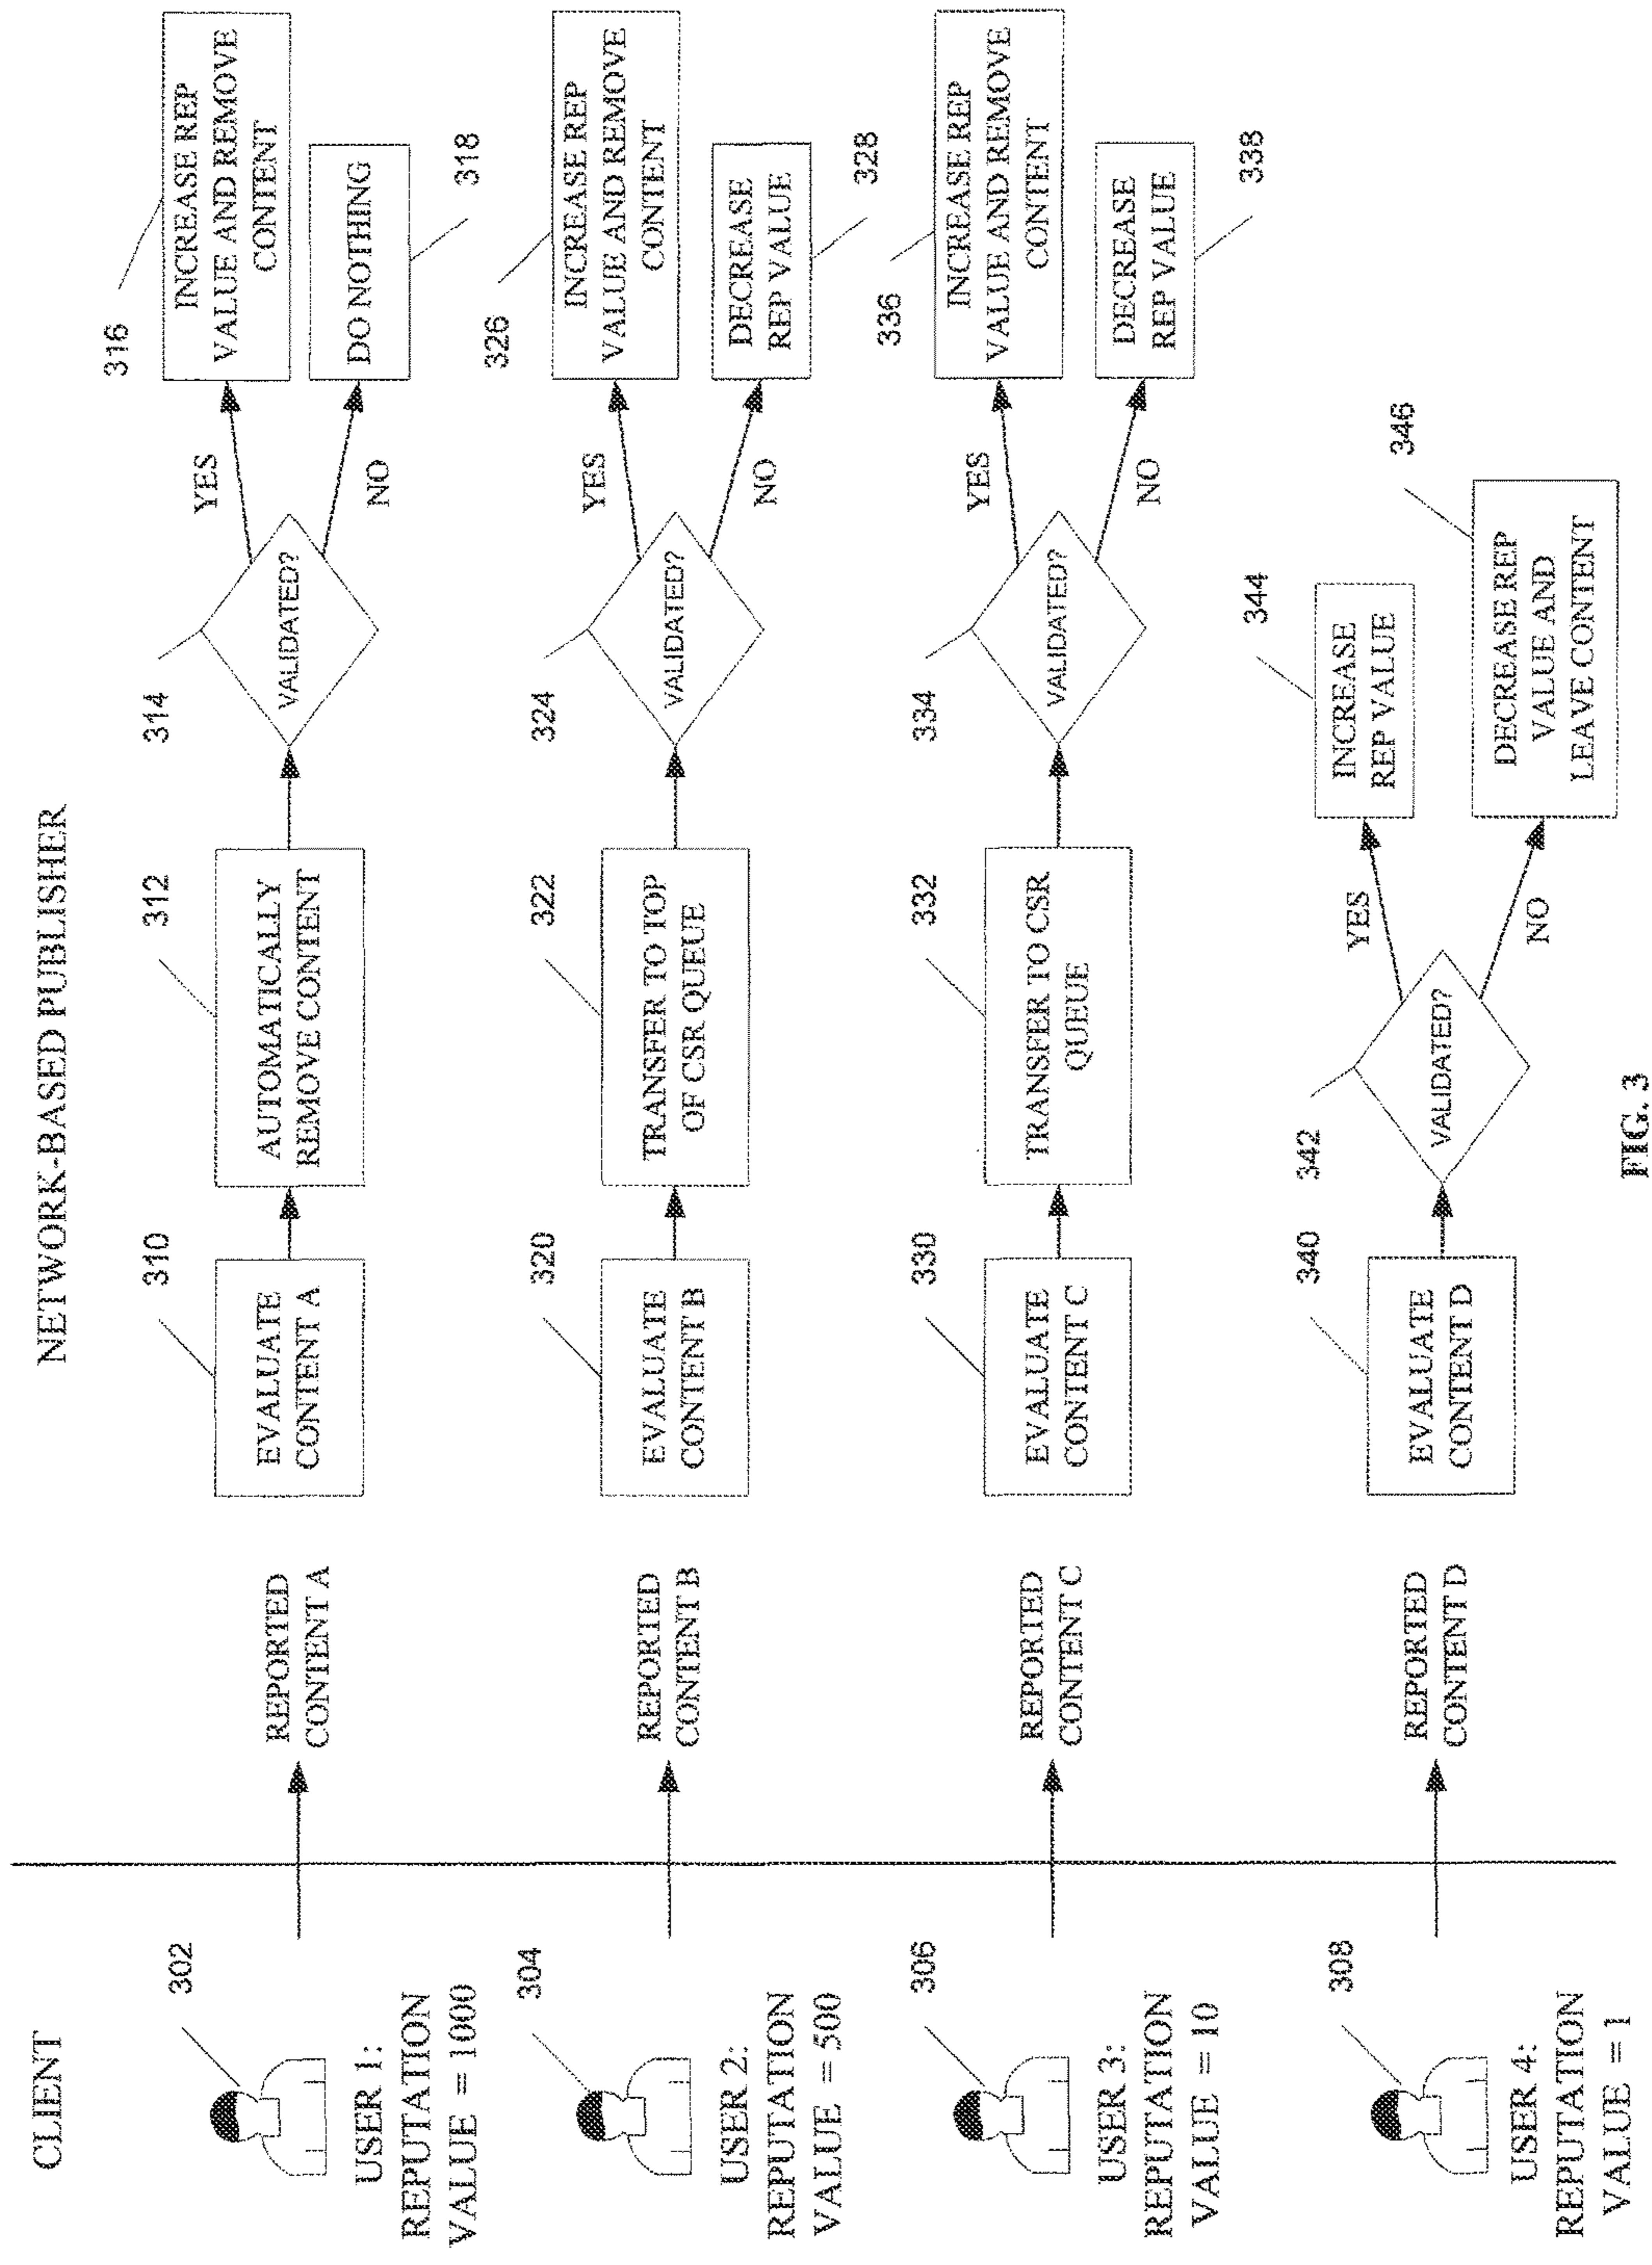 CLIENT
NETWORK-BASED PUBLISHER
302
USER 1:
REPUTATION
VALUE = 1000
REPORTED
CONTENT A
310
EVALUATE
CONTENT A
312
AUTOMATICALLY
REMOVE CONTENT
314
VALIDATED?
YES
NO
316
INCREASE REP
VALUE AND REMOVE
CONTENT
DO NOTHING
318
304
USER 2:
REPUTATION
VALUE = 500
REPORTED
CONTENT B
320
EVALUATE
CONTENT B
322
TRANSFER TO TOP
OF CSR QUEUE
324
VALIDATED?
YES
NO
326
INCREASE REP
VALUE AND REMOVE
CONTENT
DECREASE
REP VALUE
328
306
USER 3:
REPUTATION
VALUE = 10
REPORTED
CONTENT C
330
EVALUATE
CONTENT C
332
TRANSFER TO CSR
QUEUE
334
VALIDATED?
YES
NO
336
INCREASE REP
VALUE AND REMOVE
CONTENT
DECREASE
REP VALUE
338
308
USER 4:
REPUTATION
VALUE = 1
REPORTED
CONTENT D
340
EVALUATE
CONTENT D
342
VALIDATED?
YES
NO
344
INCREASE
REP VALUE
346
DECREASE REP
VALUE AND
LEAVE CONTENT
FIG. 3